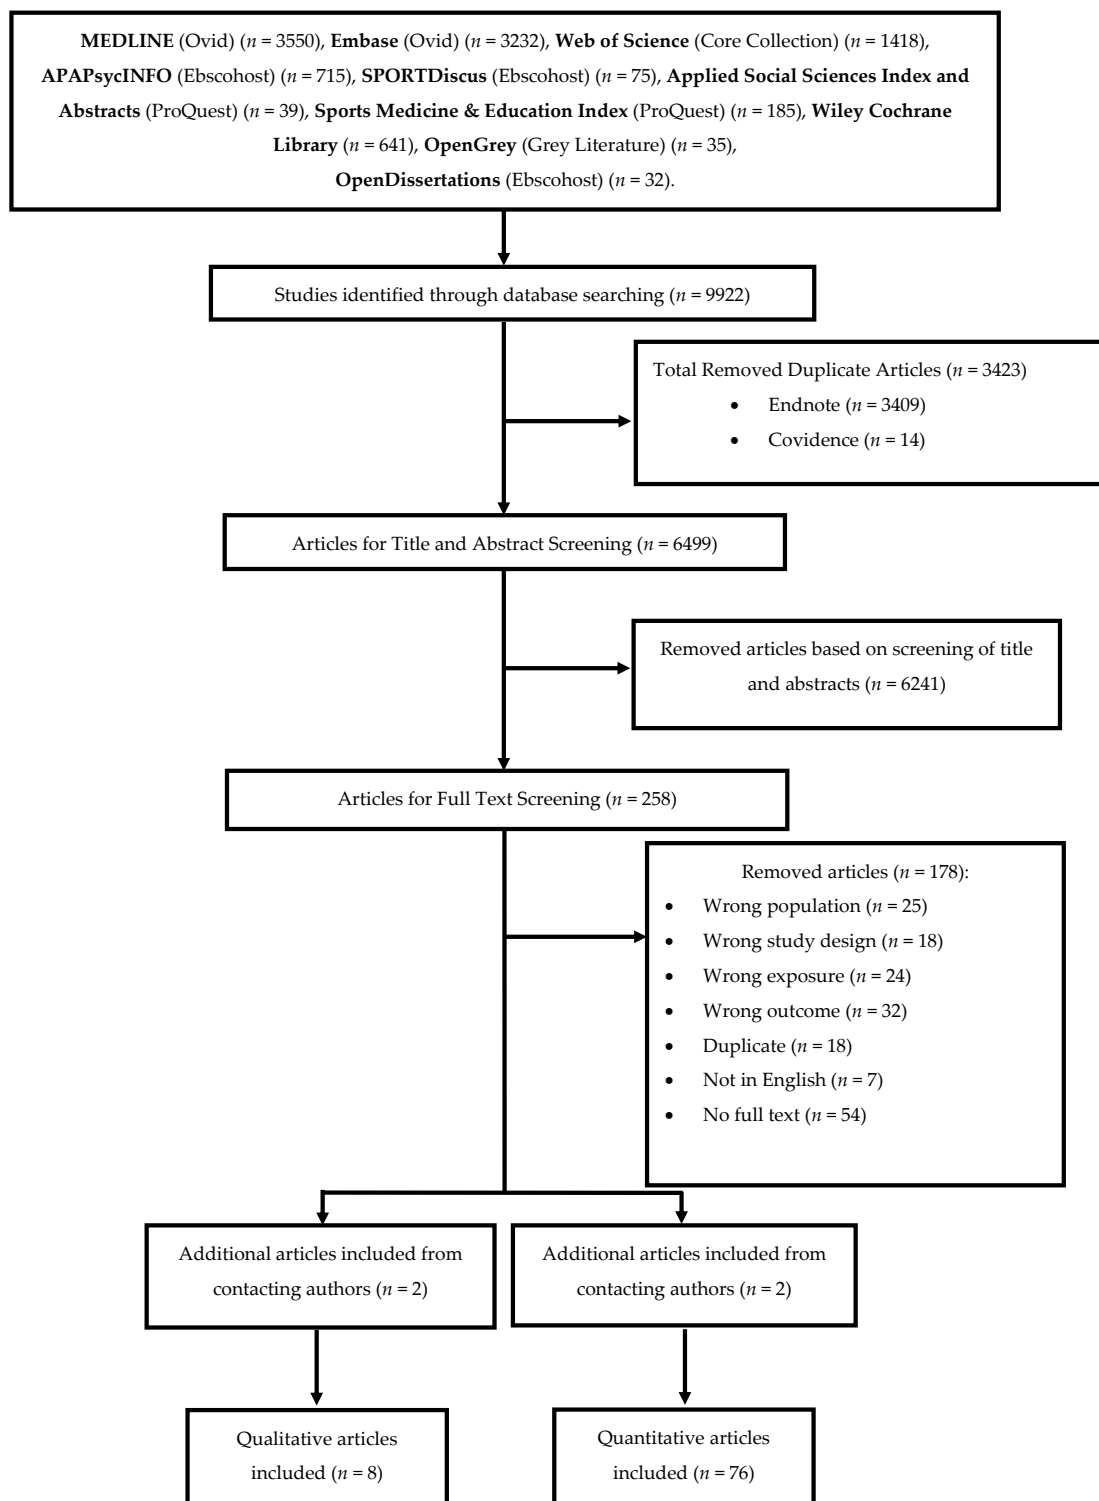 MEDLINE (Ovid) (n = 3550), Embase (Ovid) (n = 3232), Web of Science (Core Collection) (n = 1418),
APAPsycINFO (Ebscohost) (n = 715), SPORTDiscus (Ebscohost) (n = 75), Applied Social Sciences Index and
Abstracts (ProQuest) (n = 39), Sports Medicine & Education Index (ProQuest) (n = 185), Wiley Cochrane
Library (n = 641), OpenGrey (Grey Literature) (n = 35),
OpenDissertations (Ebscohost) (n = 32).
Studies identified through database searching (n = 9922)
Total Removed Duplicate Articles (n = 3423)
• Endnote (n = 3409)
• Covidence (n = 14)
Articles for Title and Abstract Screening (n = 6499)
Removed articles based on screening of title
and abstracts (n = 6241)
Articles for Full Text Screening (n = 258)
Removed articles (n = 178):
• Wrong population (n = 25)
• Wrong study design (n = 18)
• Wrong exposure (n = 24)
• Wrong outcome (n = 32)
• Duplicate (n = 18)
• Not in English (n = 7)
• No full text (n = 54)
Additional articles included from
contacting authors (n = 2)
Additional articles included from
contacting authors (n = 2)
Qualitative articles
included (n = 8)
Quantitative articles
included (n = 76)